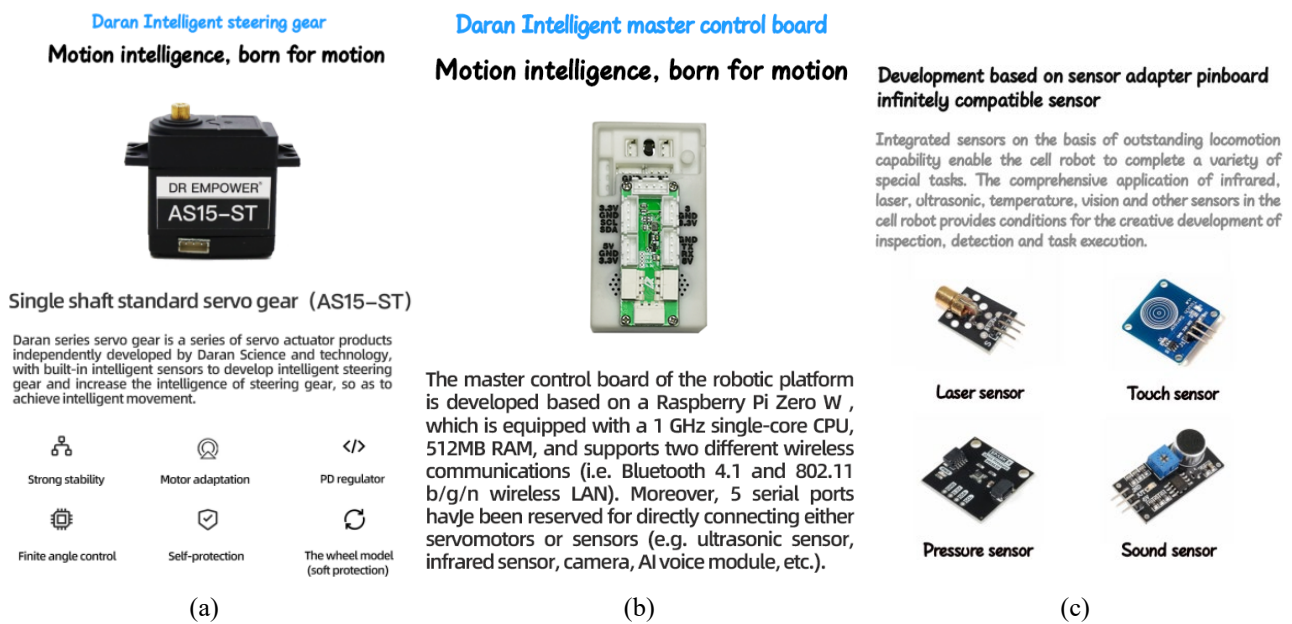 Daran Intelligent steering gear
Motion intelligence, born for motion
DR EMPOWER®
AS15-ST
Single shaft standard servo gear (AS15-ST)
Daran series servo gear is a series of servo actuator products
independently developed by Daran Science and technology,
with built-in intelligent sensors to develop intelligent steering
gear and increase the intelligence of steering gear, so as to
achieve intelligent movement.
Strong stability
Motor adaptation
</>
PD regulator
Finite angle control
Self-protection
The wheel model
(soft protection)
(a)
Daran Intelligent master control board
Motion intelligence, born for motion
3.3V
GND
SCL
SDA
5V
GND
3.3V
3
3.3V
GND
TX
RX
5V
The master control board of the robotic platform
is developed based on a Raspberry Pi Zero W ,
which is equipped with a 1 GHz single-core CPU,
512MB RAM, and supports two different wireless
communications (i.e. Bluetooth 4.1 and 802.11
b/g/n wireless LAN). Moreover, 5 serial ports
havJe been reserved for directly connecting either
servomotors or sensors (e.g. ultrasonic sensor,
infrared sensor, camera, AI voice module, etc.).
(b)
Development based on sensor adapter pinboard
infinitely compatible sensor
Integrated sensors on the basis of outstanding locomotion
capability enable the cell robot to complete a variety of
special tasks. The comprehensive application of infrared,
laser, ultrasonic, temperature, vision and other sensors in the
cell robot provides conditions for the creative development of
inspection, detection and task execution.
Laser sensor
Touch sensor
Pressure sensor
Sound sensor
(c)